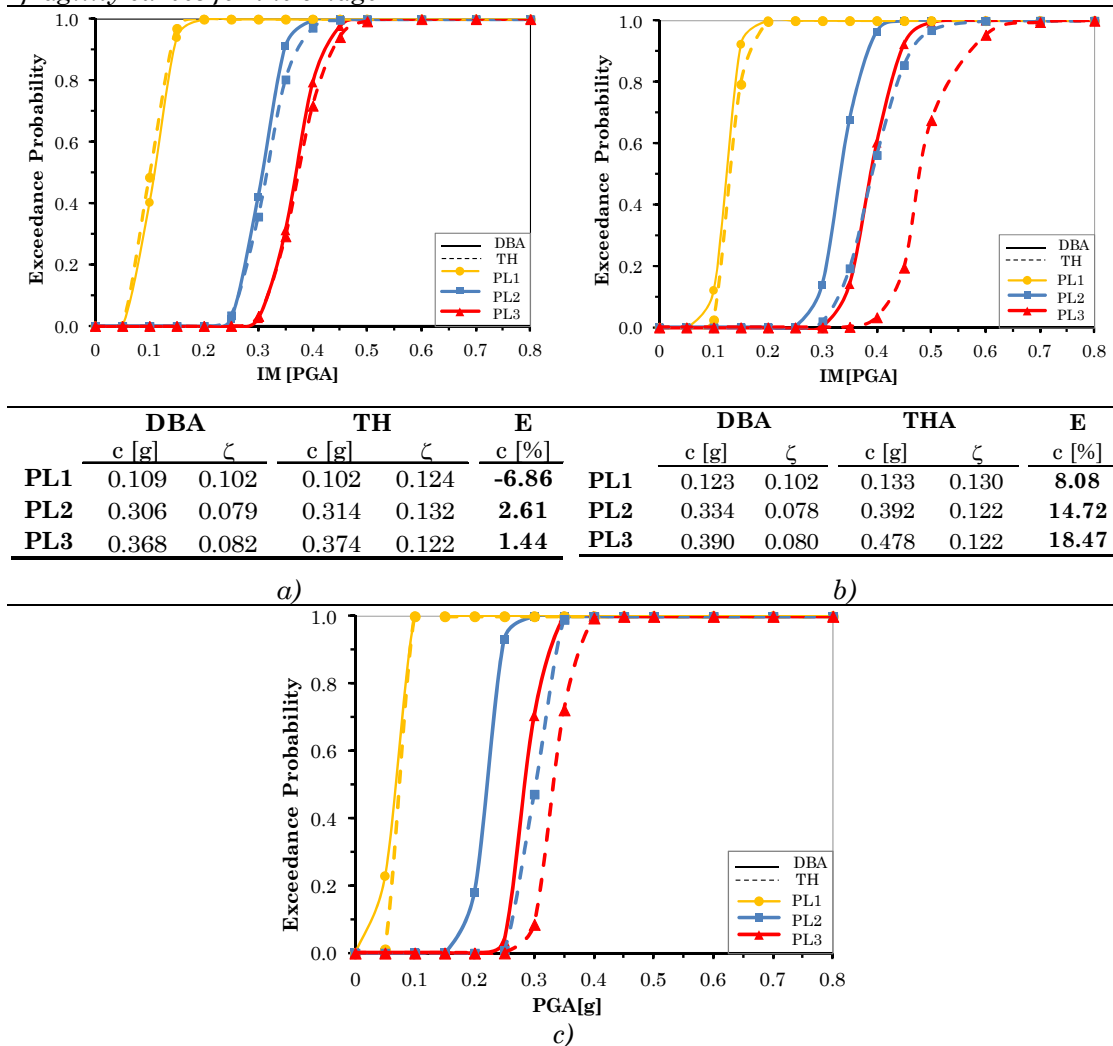 fragility curves for the
Exceedance Probability
1.0
0.8
0.6
0.4
0.2
0.0
0 0.1 0.2 0.3 0.4 0.5 0.6 0.7 0.8
IM [PGA]
DBA
TH
PL1
PL2
PL3
Exceedance Probability
1.0
0.8
0.6
0.4
0.2
0.0
0 0.1 0.2 0.3 0.4 0.5 0.6 0.7 0.8
IM[PGA]
DBA
TH
PL1
PL2
PL3
DBA TH E
c [g] ζ c [g] ζ c [%]
PL1 0.109 0.102 0.102 0.124 -6.86
PL2 0.306 0.079 0.314 0.132 2.61
PL3 0.368 0.082 0.374 0.122 1.44
a)
DBA THA E
c [g] ζ c [g] ζ c [%]
PL1 0.123 0.102 0.133 0.130 8.08
PL2 0.334 0.078 0.392 0.122 14.72
PL3 0.390 0.080 0.478 0.122 18.47
b)
Exceedance Probability
1.0
0.8
0.6
0.4
0.2
0.0
0 0.1 0.2 0.3 0.4 0.5 0.6 0.7 0.8
PGA[g]
DBA
TH
PL1
PL2
PL3
c)